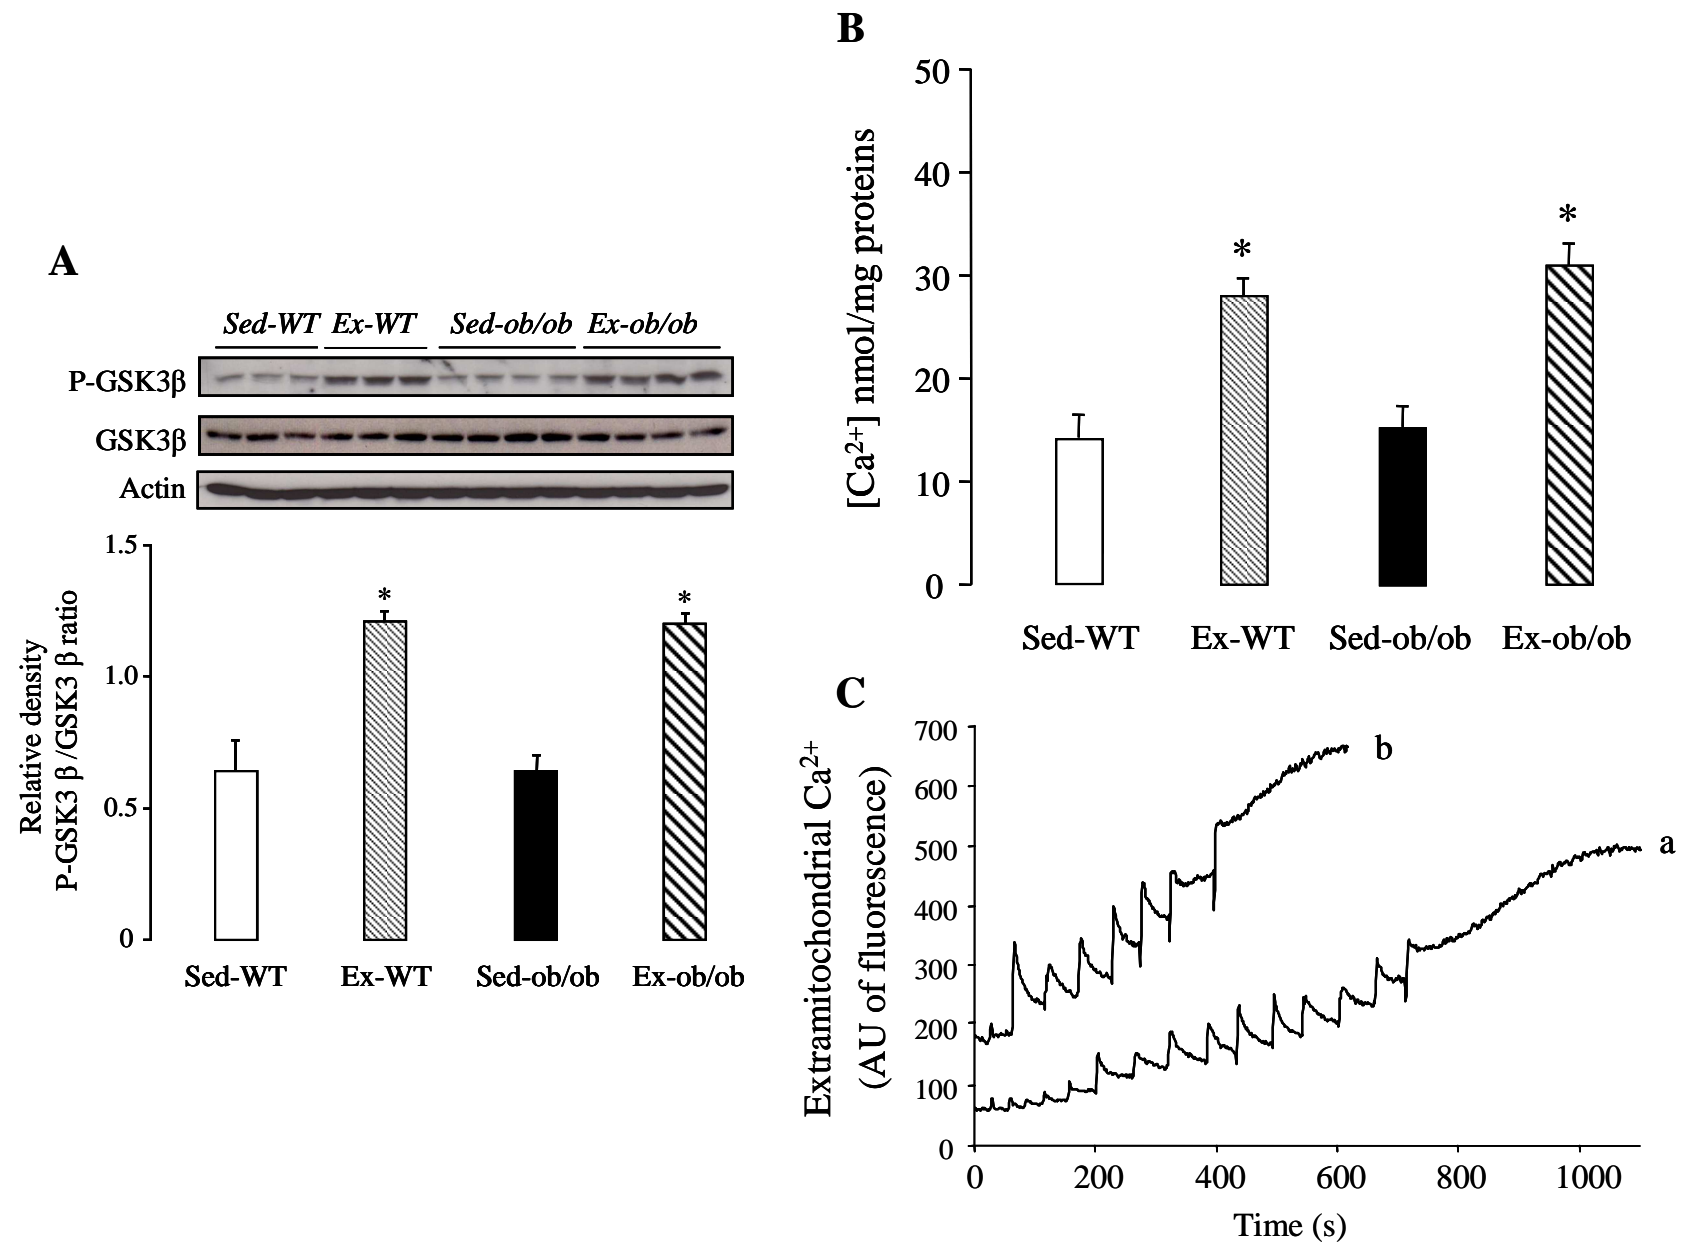 A
Sed-WT Ex-WT Sed-ob/ob Ex-ob/ob
P-GSK3β
GSK3β
Actin
Relative density
P-GSK3 β /GSK3 β ratio
1.5
1.0
0.5
0
* *
Sed-WT Ex-WT Sed-ob/ob Ex-ob/ob
B
[Ca2+] nmol/mg proteins
50
40
30
20
10
0
* *
Sed-WT Ex-WT Sed-ob/ob Ex-ob/ob
C
Extramitochondrial Ca2+
(AU of fluorescence)
700
600
500
400
300
200
100
0
b
a
0 200 400 600 800 1000
Time (s)